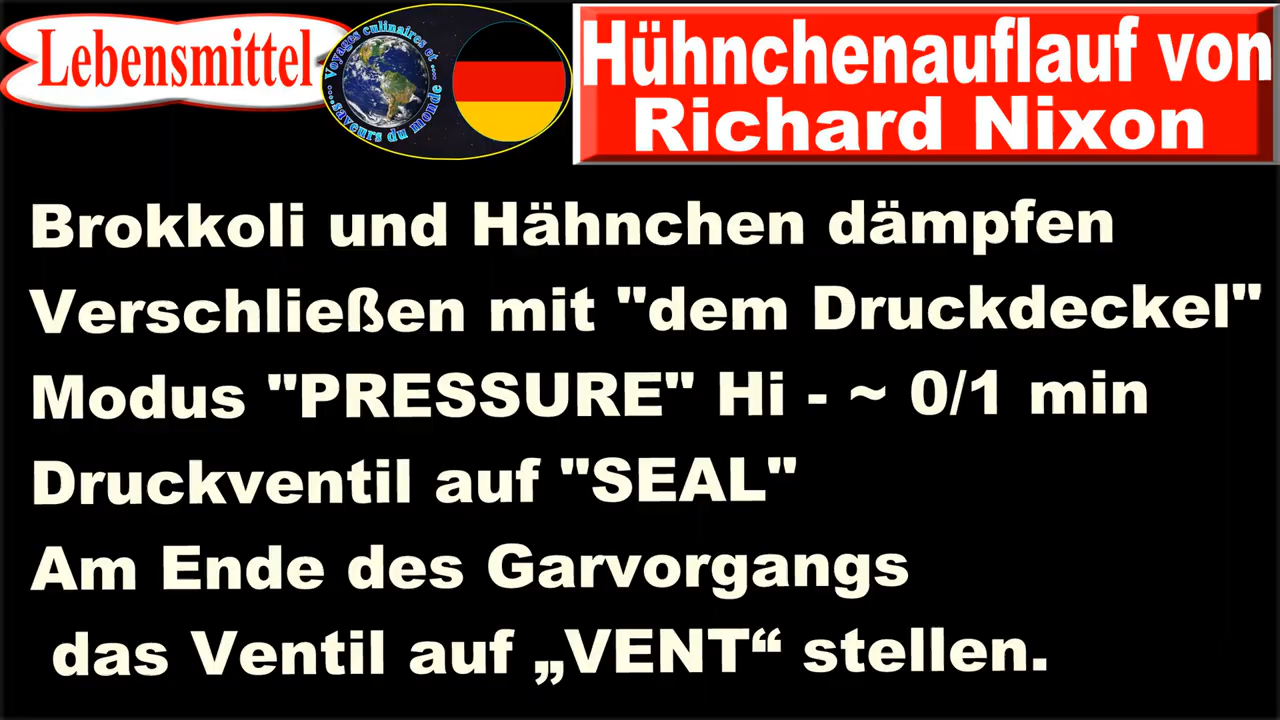 Lebensmittel
Voyages culinaires et ...
...saveurs du monde
Hühnchenauflauf von
Richard Nixon
Brokkoli und Hähnchen dämpfen
Verschließen mit "dem Druckdeckel"
Modus "PRESSURE" Hi - ~ 0/1 min
Druckventil auf "SEAL"
Am Ende des Garvorgangs
das Ventil auf „VENT“ stellen.